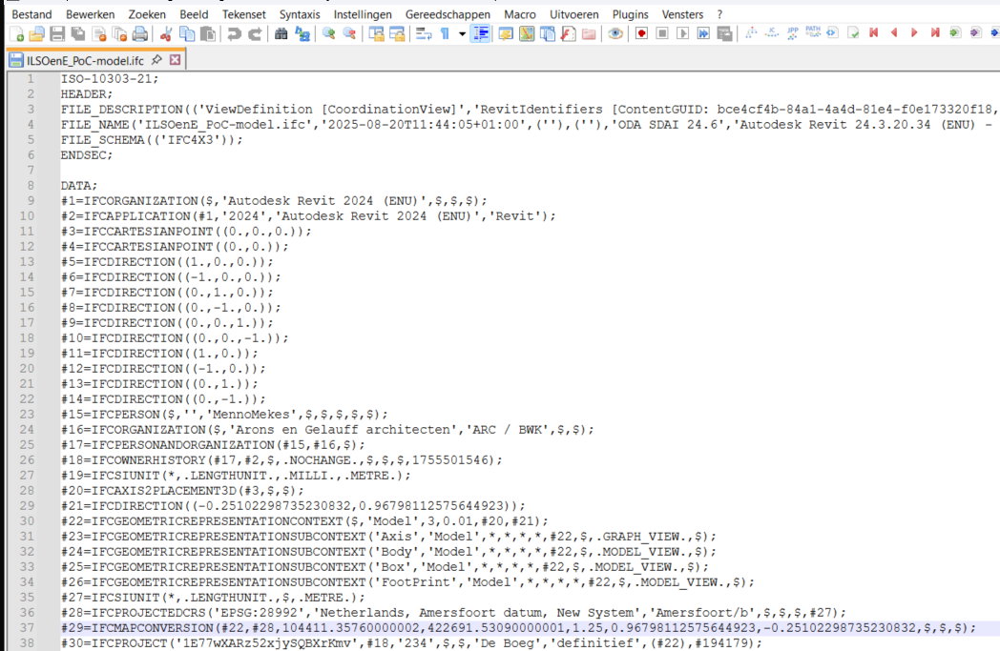 Bestand Bewerken Zoeken Beeld Tekenset Syntaxis Instellingen Gereedschappen Macro Uitvoeren Plugins Vensters ?
ILSOenE_PoC-model.ifc
1 ISO-10303-21;
2 HEADER;
3 FILE_DESCRIPTION(('ViewDefinition [CoordinationView]','RevitIdentifiers [ContentGUID: bce4cf4b-84a1-4a4d-81e4-f0e173320f18,
4 FILE_NAME('ILSOenE_PoC-model.ifc','2025-08-20T11:44:05+01:00',(''),(''),'ODA SDAI 24.6','Autodesk Revit 24.3.20.34 (ENU) -
5 FILE_SCHEMA(('IFC4X3'));
6 ENDSEC;
7
8 DATA;
9 #1=IFCORGANIZATION($,'Autodesk Revit 2024 (ENU)',$,$,$);
10 #2=IFCAPPLICATION(#1,'2024','Autodesk Revit 2024 (ENU)','Revit');
11 #3=IFCCARTESIANPOINT((0.,0.,0.));
12 #4=IFCCARTESIANPOINT((0.,0.));
13 #5=IFCDIRECTION((1.,0.,0.));
14 #6=IFCDIRECTION((-1.,0.,0.));
15 #7=IFCDIRECTION((0.,1.,0.));
16 #8=IFCDIRECTION((0.,-1.,0.));
17 #9=IFCDIRECTION((0.,0.,1.));
18 #10=IFCDIRECTION((0.,0.,-1.));
19 #11=IFCDIRECTION((1.,0.));
20 #12=IFCDIRECTION((-1.,0.));
21 #13=IFCDIRECTION((0.,1.));
22 #14=IFCDIRECTION((0.,-1.));
23 #15=IFCPERSON($,'','MennoMekes',$,$,$,$,$);
24 #16=IFCORGANIZATION($,'Arons en Gelauff architecten','ARC / BWK',$,$);
25 #17=IFCPERSONANDORGANIZATION(#15,#16,$);
26 #18=IFCOWNERHISTORY(#17,#2,$,.NOCHANGE.,$,$,$,1755501546);
27 #19=IFCSIUNIT(*,.LENGTHUNIT.,.MILLI.,.METRE.);
28 #20=IFCAXIS2PLACEMENT3D(#3,$,$);
29 #21=IFCDIRECTION((-0.25102298735230832,0.96798112575644923));
30 #22=IFCGEOMETRICREPRESENTATIONCONTEXT($,'Model',3,0.01,#20,#21);
31 #23=IFCGEOMETRICREPRESENTATIONSUBCONTEXT('Axis','Model',*,*,*,*,#22,$,.GRAPH_VIEW.,$);
32 #24=IFCGEOMETRICREPRESENTATIONSUBCONTEXT('Body','Model',*,*,*,*,#22,$,.MODEL_VIEW.,$);
33 #25=IFCGEOMETRICREPRESENTATIONSUBCONTEXT('Box','Model',*,*,*,*,#22,$,.MODEL_VIEW.,$);
34 #26=IFCGEOMETRICREPRESENTATIONSUBCONTEXT('FootPrint','Model',*,*,*,*,#22,$,.MODEL_VIEW.,$);
35 #27=IFCSIUNIT(*,.LENGTHUNIT.,$,.METRE.);
36 #28=IFCPROJECTEDCRS('EPSG:28992','Netherlands, Amersfoort datum, New System','Amersfoort/b',$,$,$,#27);
37 #29=IFCMAPCONVERSION(#22,#28,104411.35760000002,422691.53090000001,1.25,0.96798112575644923,-0.25102298735230832,$,$,$);
38 #30=IFCPROJECT('1E77wXARz52xjySQBXrKmv',#18,'234',$,$,'De Boeg','definitief',(#22),#194179);